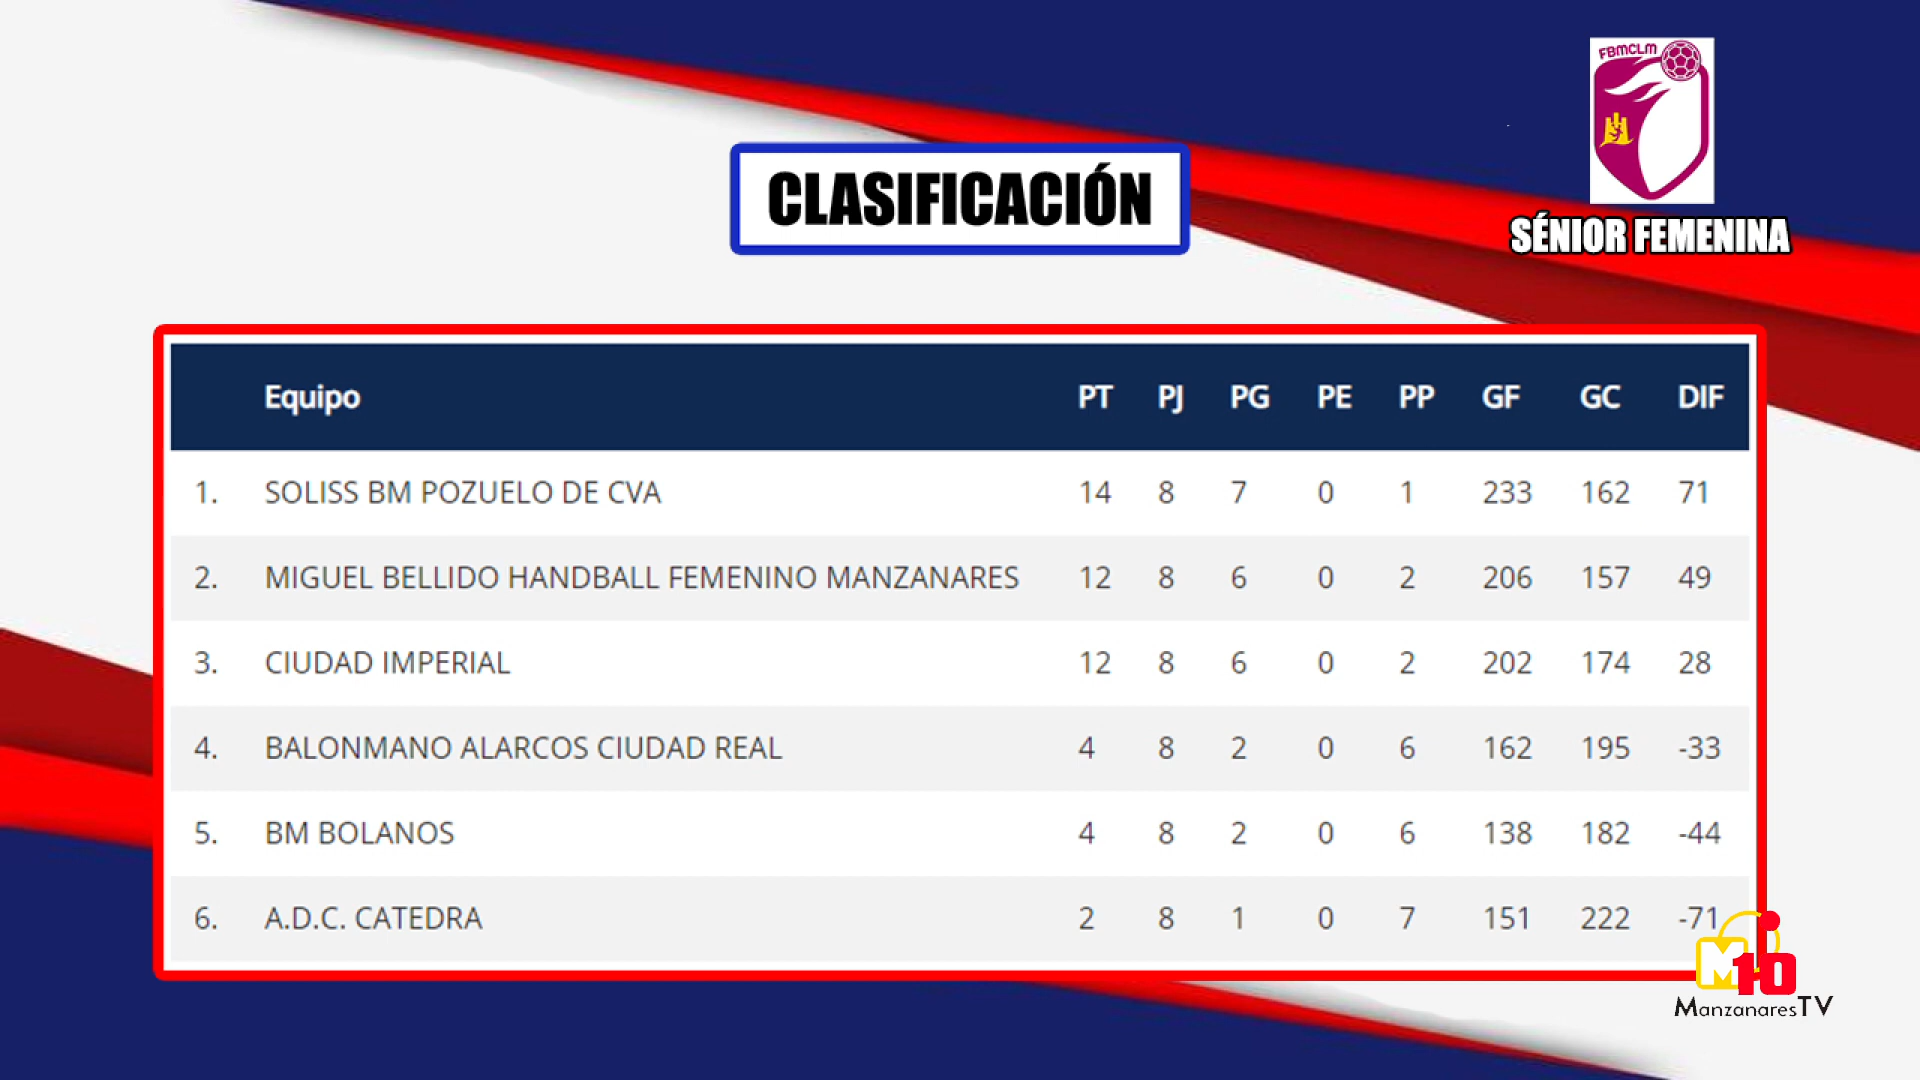 FBMCLM
CLASIFICACIÓN
SÉNIOR FEMENINA
Equipo PT PJ PG PE PP GF GC DIF
1. SOLISS BM POZUELO DE CVA 14 8 7 0 1 233 162 71
2. MIGUEL BELLIDO HANDBALL FEMENINO MANZANARES 12 8 6 0 2 206 157 49
3. CIUDAD IMPERIAL 12 8 6 0 2 202 174 28
4. BALONMANO ALARCOS CIUDAD REAL 4 8 2 0 6 162 195 -33
5. BM BOLANOS 4 8 2 0 6 138 182 -44
6. A.D.C. CATEDRA 2 8 1 0 7 151 222 -71
M10
ManzanaresTV